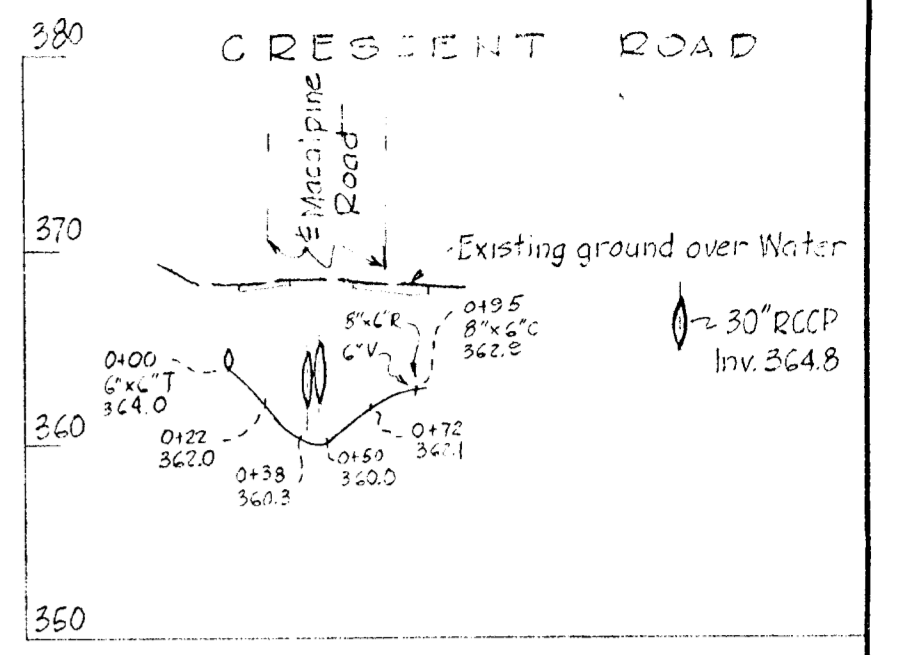 380
CRESCENT ROAD
℄ Macalpine
Road
370
Existing ground over Water
0+95
8"x6"C
8"x6"R
6"V
30"RCCP
Inv. 364.8
0+00
6"x6"T
364.0
360
0+22
362.0
0+38
360.3
0+50
360.0
0+72
362.1
350